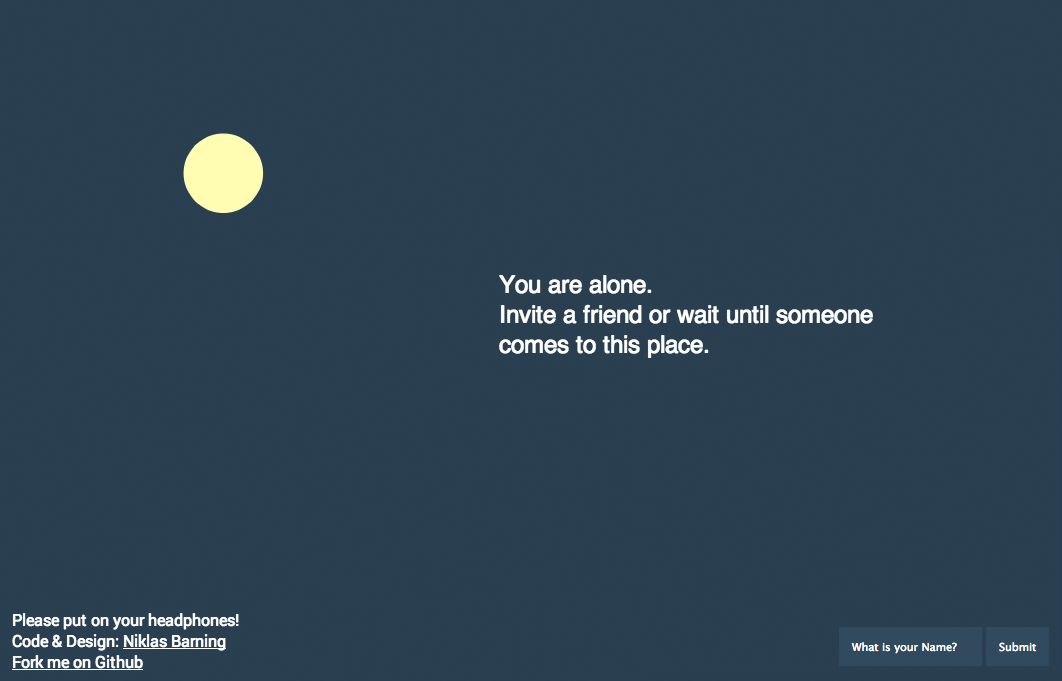 You are alone.
Invite a friend or wait until someone
comes to this place.
Please put on your headphones!
Code & Design: Niklas Barning
Fork me on Github
What is your Name?
Submit